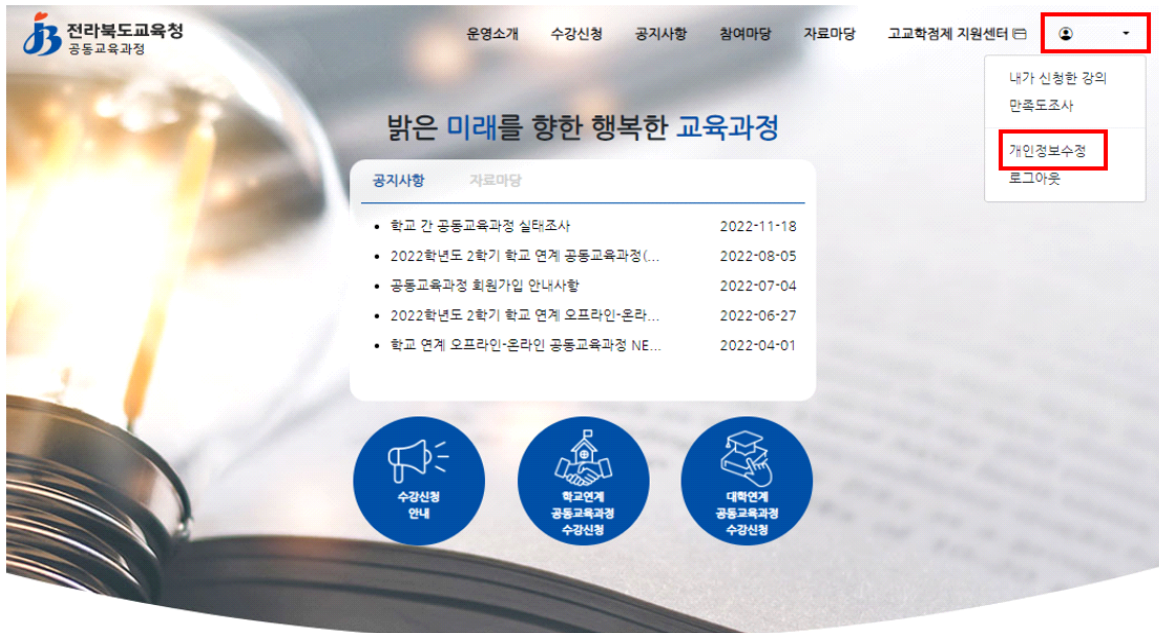 전라북도교육청
공동교육과정
운영소개 수강신청 공지사항 참여마당 자료마당 고교학점제 지원센터
내가 신청한 강의
만족도조사
개인정보수정
로그아웃
밝은 미래를 향한 행복한 교육과정
공지사항 자료마당
학교 간 공동교육과정 실태조사 2022-11-18
2022학년도 2학기 학교 연계 공동교육과정(... 2022-08-05
공동교육과정 회원가입 안내사항 2022-07-04
2022학년도 2학기 학교 연계 오프라인-온라... 2022-06-27
학교 연계 오프라인-온라인 공동교육과정 NE... 2022-04-01
수강신청
안내
학교연계
공동교육과정
수강신청
대학연계
공동교육과정
수강신청